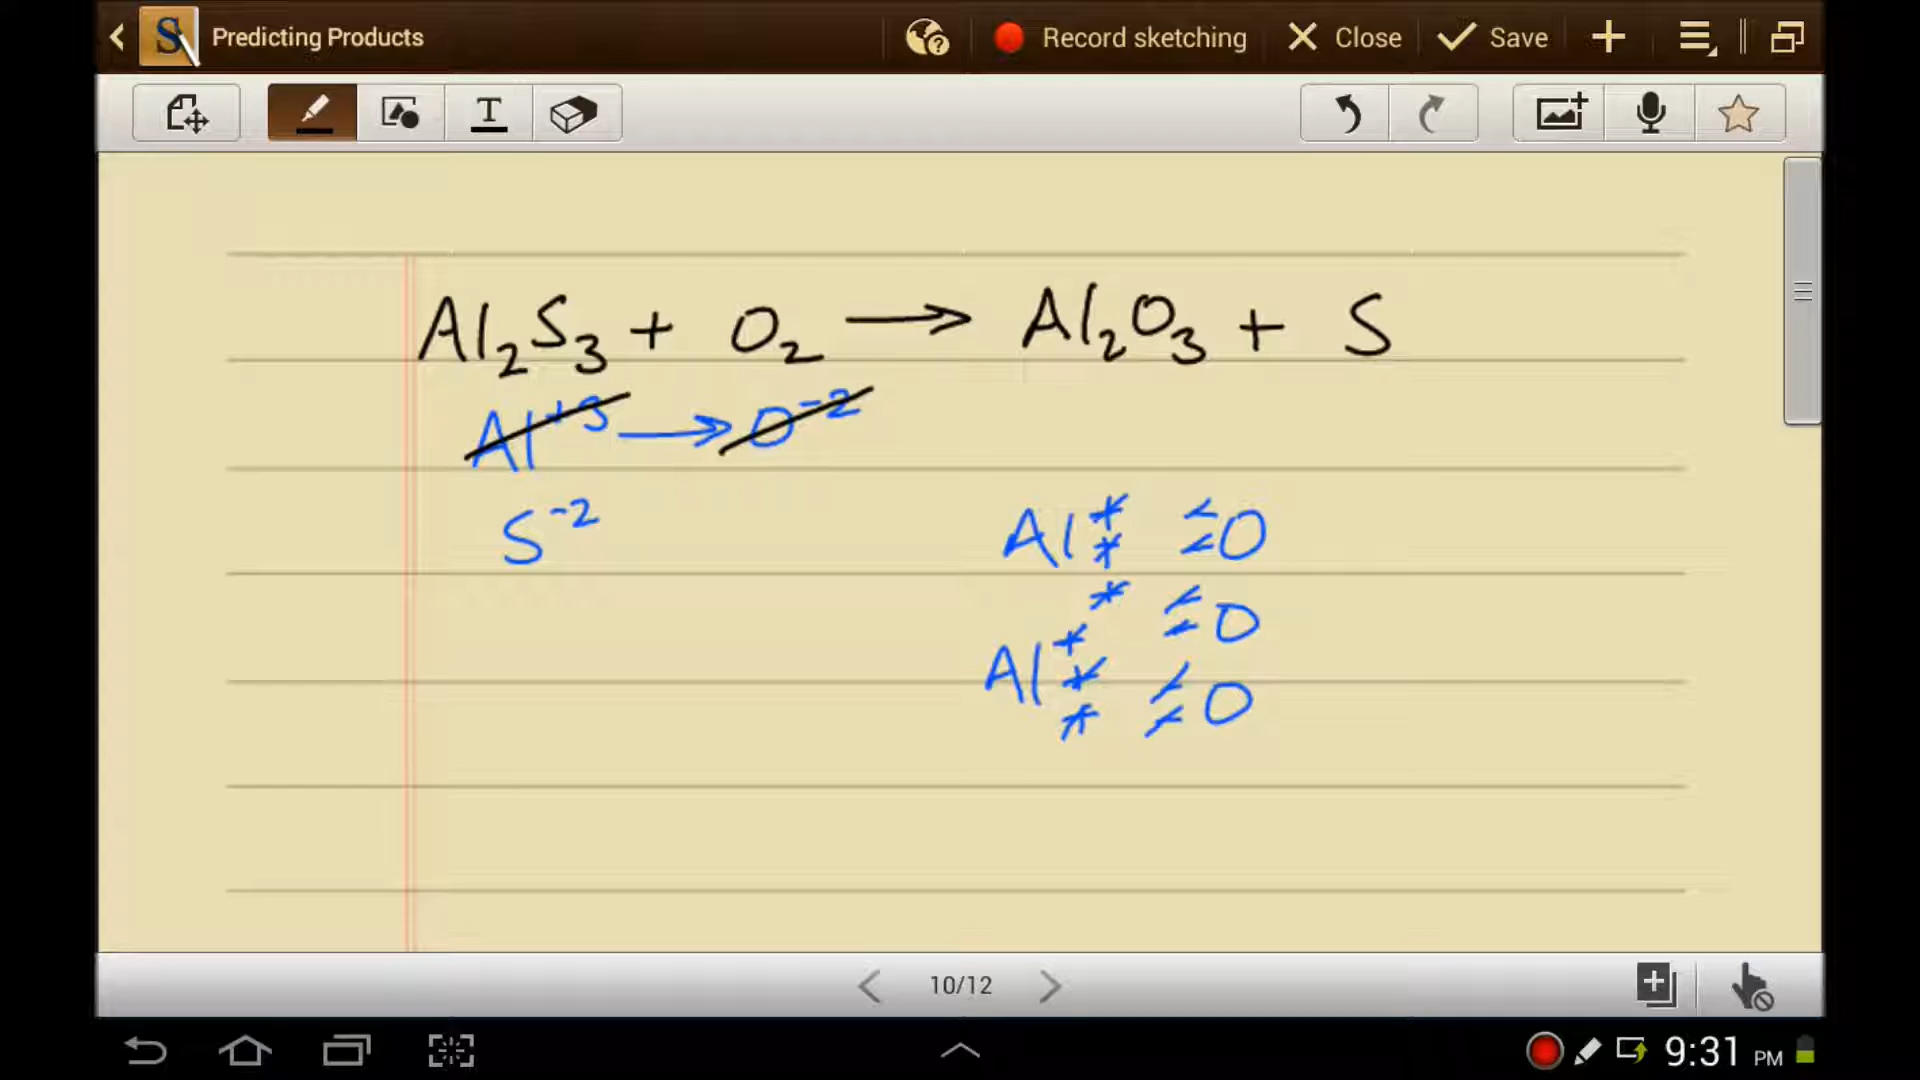 S Predicting Products Record sketching Close Save
T
Al₂S₃ + O₂ → Al₂O₃ + S
Al⁺³ → O⁻²
S⁻²
Al O
O
Al
O
10/12
9:31 PM